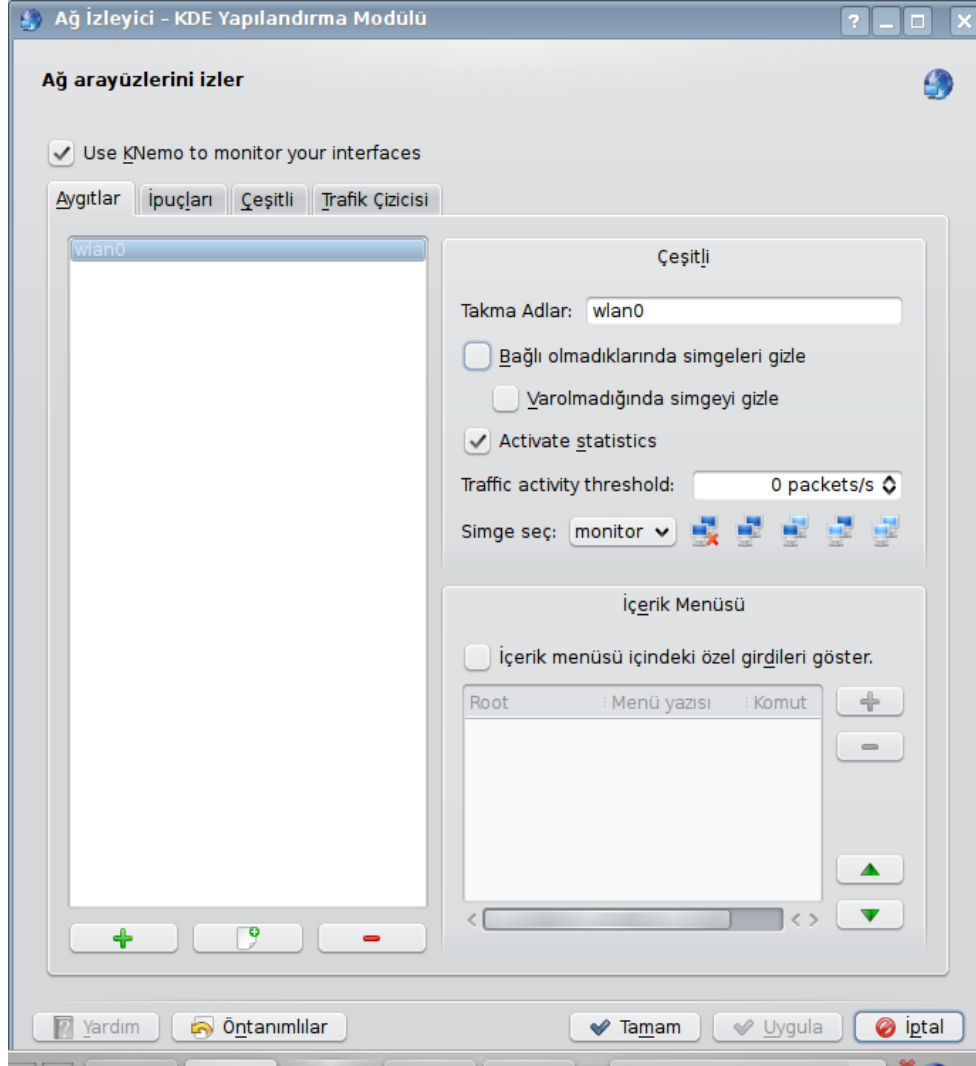 Ağ İzleyici – KDE Yapılandırma Modülü
Ağ arayüzlerini izler
Use KNemo to monitor your interfaces
Aygıtlar İpuçları Çeşitli Trafik Çizicisi
wlan0
Çeşitli
Takma Adlar: wlan0
Bağlı olmadıklarında simgeleri gizle
Varolmadığında simgeyi gizle
Activate statistics
Traffic activity threshold: 0 packets/s
Simge seç: monitor
İçerik Menüsü
İçerik menüsü içindeki özel girdileri göster.
Root Menü yazısı Komut
Yardım Öntanımlılar Tamam Uygula İptal